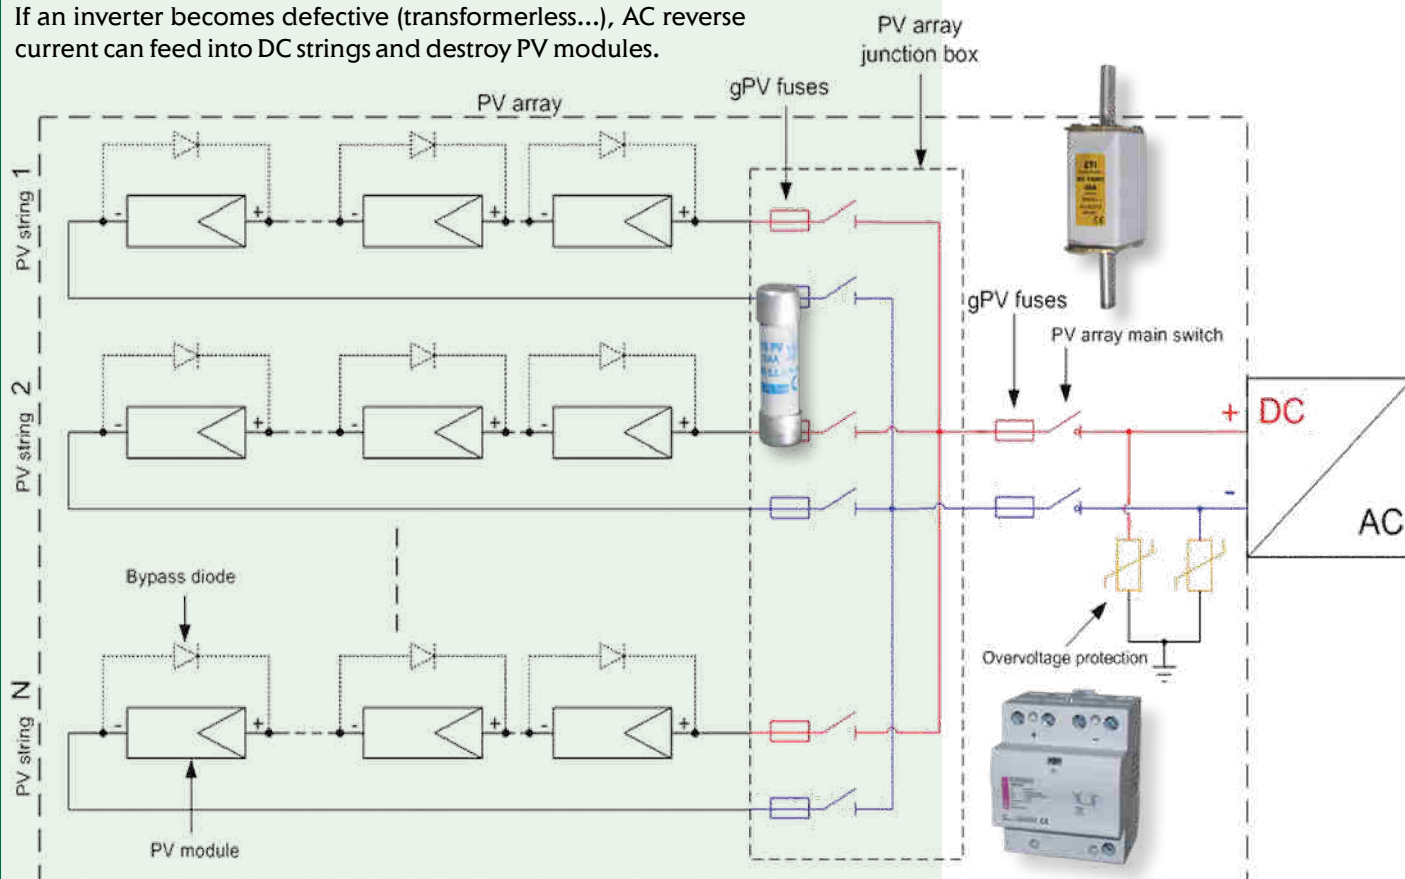 If an inverter becomes defective (transformerless...), AC reverse
current can feed into DC strings and destroy PV modules.
PV array
junction box
gPV fuses
PV array
PV string 1
- + - + - +
ETI
gPV fuses
PV array main switch
PV string 2
- + - + - +
+ DC
-
AC
Bypass diode
Overvoltage protection
PV string N
- + - + - +
PV module